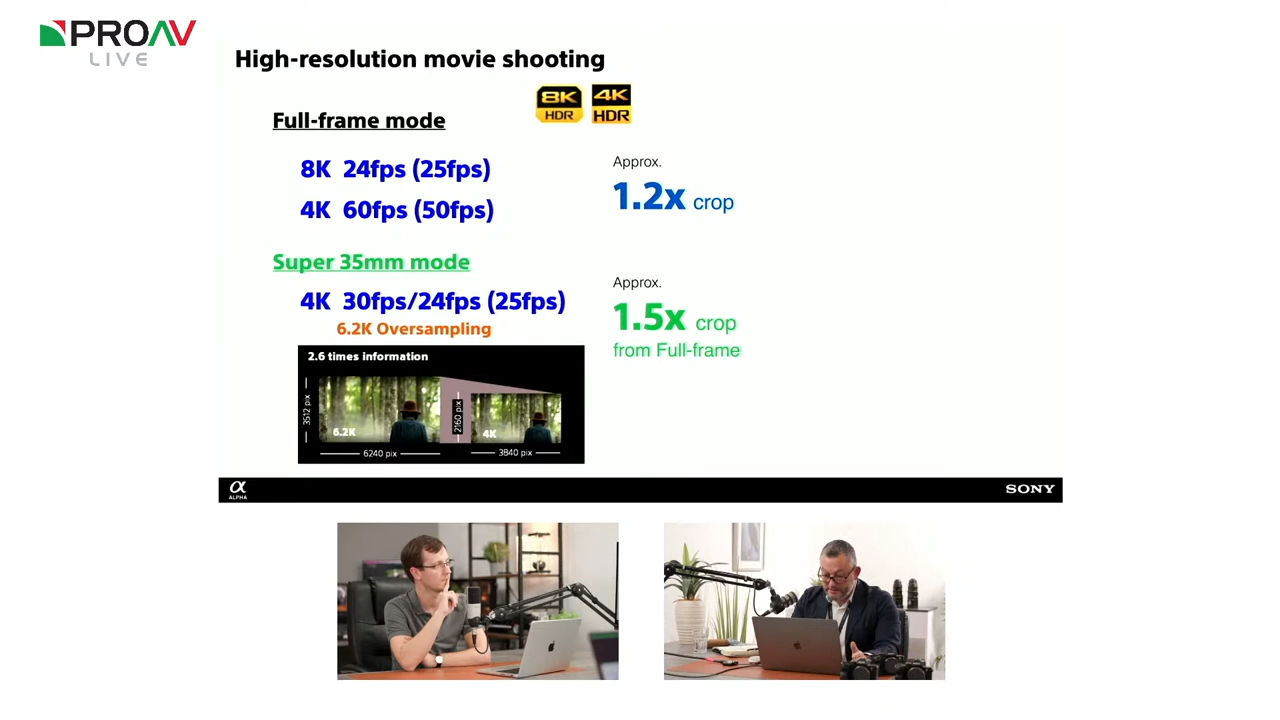 PROAV
LIVE
High-resolution movie shooting
8K HDR
4K HDR
Full-frame mode
8K 24fps (25fps)
4K 60fps (50fps)
Approx.
1.2x crop
Super 35mm mode
4K 30fps/24fps (25fps)
6.2K Oversampling
Approx.
1.5x crop
from Full-frame
2.6 times information
3512 pix
6.2K
6240 pix
2160 pix
4K
3840 pix
α
ALPHA
SONY